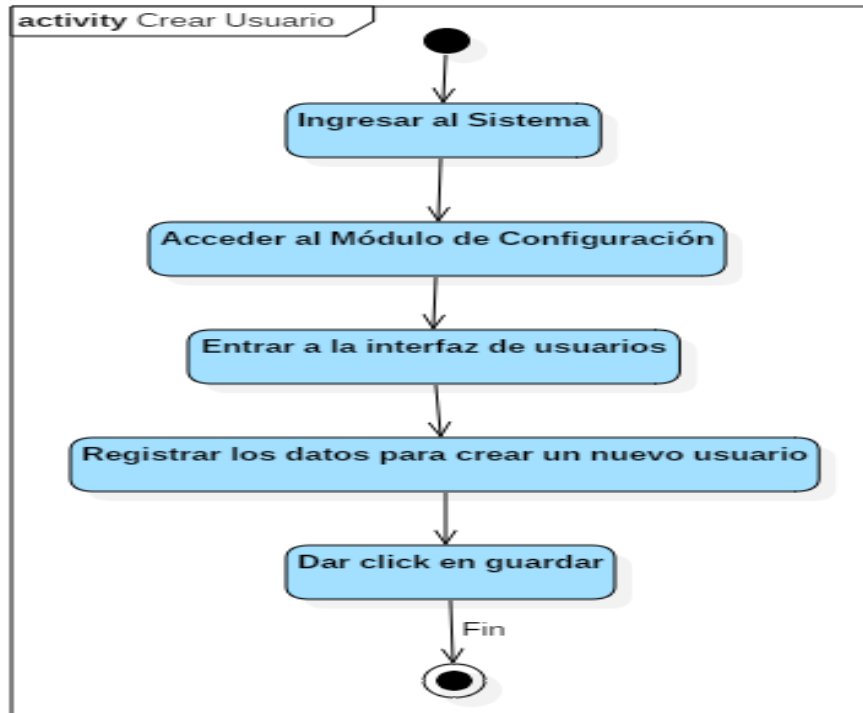 activity Crear Usuario
Ingresar al Sistema
Acceder al Módulo de Configuración
Entrar a la interfaz de usuarios
Registrar los datos para crear un nuevo usuario
Dar click en guardar
Fin